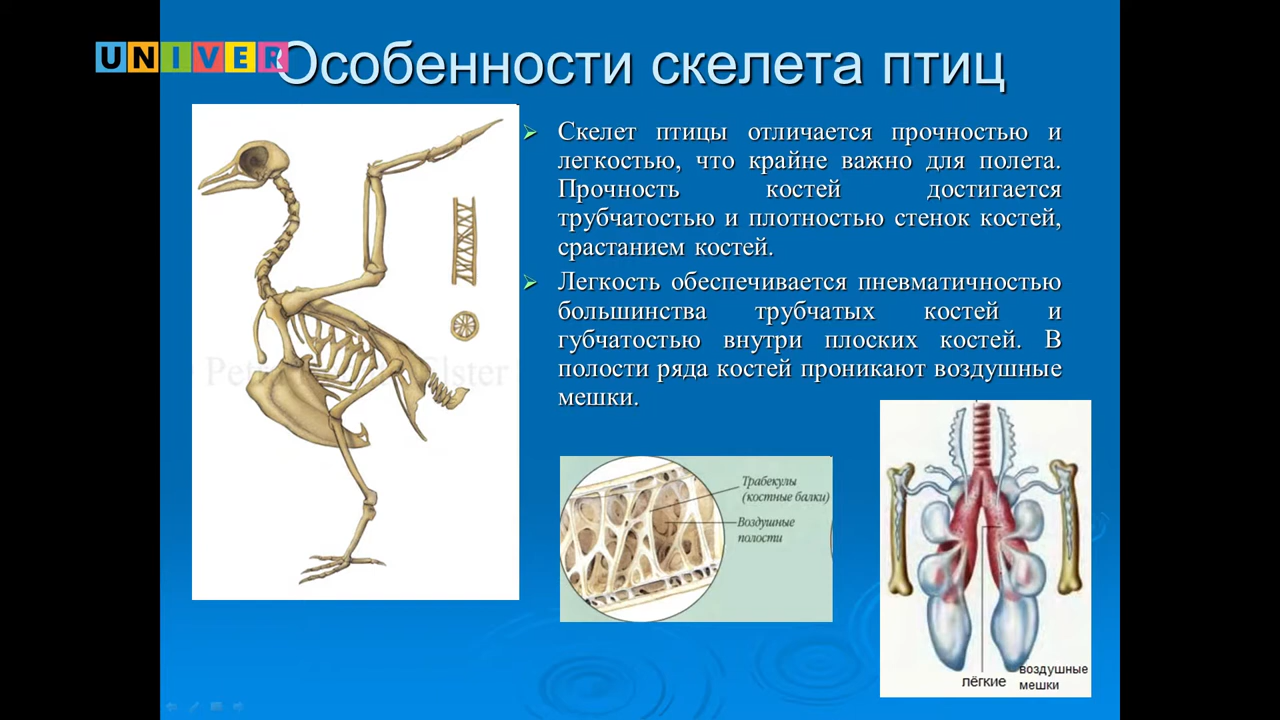 UNIVER
Особенности скелета птиц
Скелет птицы отличается прочностью и
легкостью, что крайне важно для полета.
Прочность костей достигается
трубчатостью и плотностью стенок костей,
срастанием костей.
Легкость обеспечивается пневматичностью
большинства трубчатых костей и
губчатостью внутри плоских костей. В
полости ряда костей проникают воздушные
мешки.
Трабекулы
(костные балки)
Воздушные
полости
лёгкие
воздушные
мешки